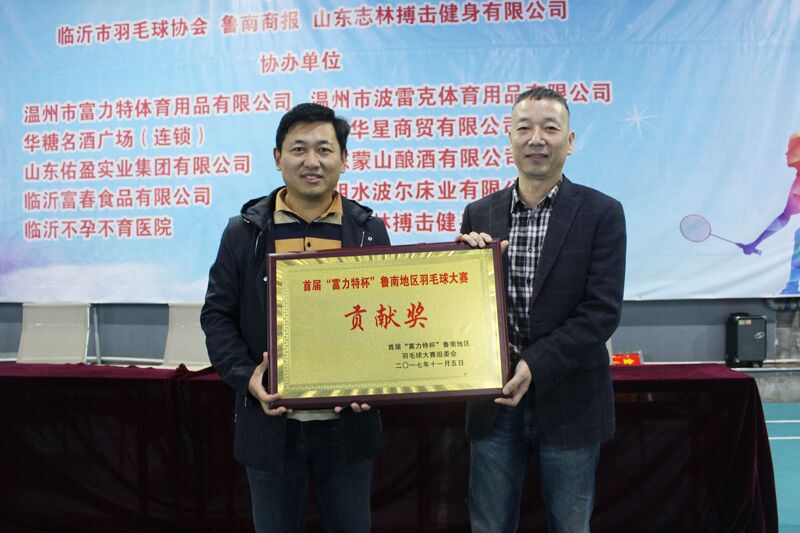 临沂市羽毛球协会 鲁南商报 山东志林搏击健身有限公司
协办单位
温州市富力特体育用品有限公司 温州市波雷克体育用品有限公司
华糖名酒广场（连锁） 华星商贸有限公
山东佑盈实业集团有限公司 蒙山酿酒有限公
临沂富春食品有限公司 水波尔床业有限公
临沂不孕不育医院 林搏击健身有限公
首届“富力特杯”鲁南地区羽毛球大赛
贡献奖
首届“富力特杯”鲁南地区
羽毛球大赛组委会
二〇一七年十一月五日